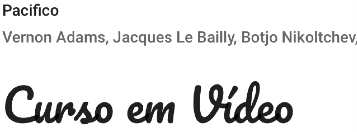 Pacifico
Vernon Adams, Jacques Le Bailly, Botjo Nikoltchev,
Curso em Vídeo